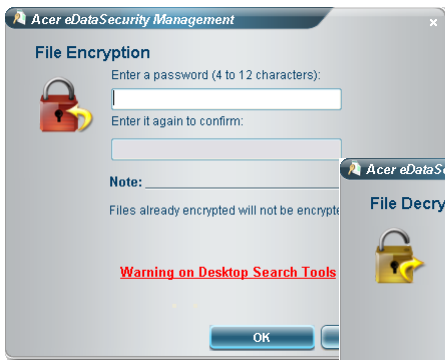 Acer eDataSecurity Management
File Encryption
Enter a password (4 to 12 characters):
Enter it again to confirm:
Note:
Files already encrypted will not be encrypte
Warning on Desktop Search Tools
OK
Acer eDataSe
File Decry